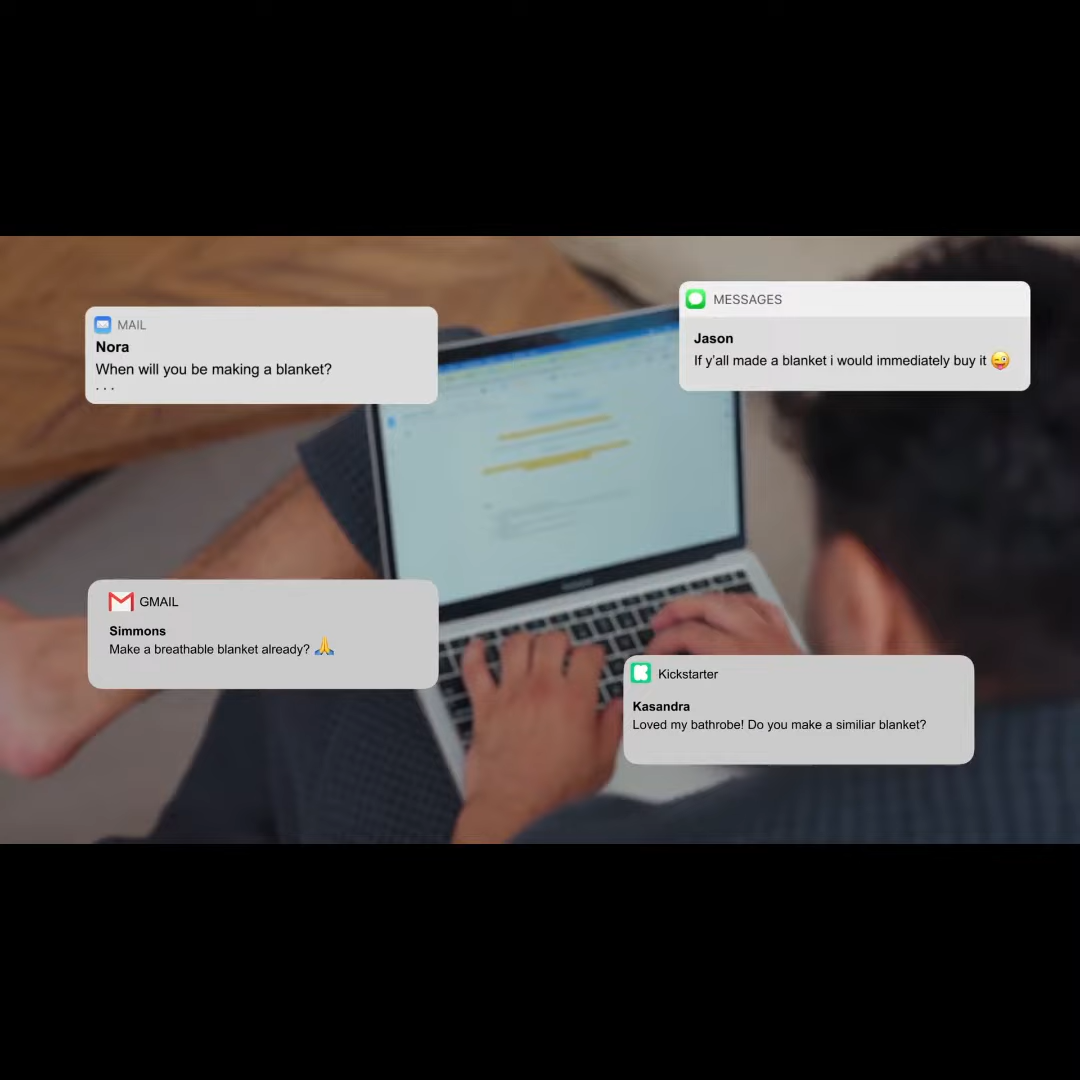 MAIL
Nora
When will you be making a blanket?
. . .
MESSAGES
Jason
If y'all made a blanket i would immediately buy it 😜
GMAIL
Simmons
Make a breathable blanket already? 🙏
Kickstarter
Kasandra
Loved my bathrobe! Do you make a similiar blanket?